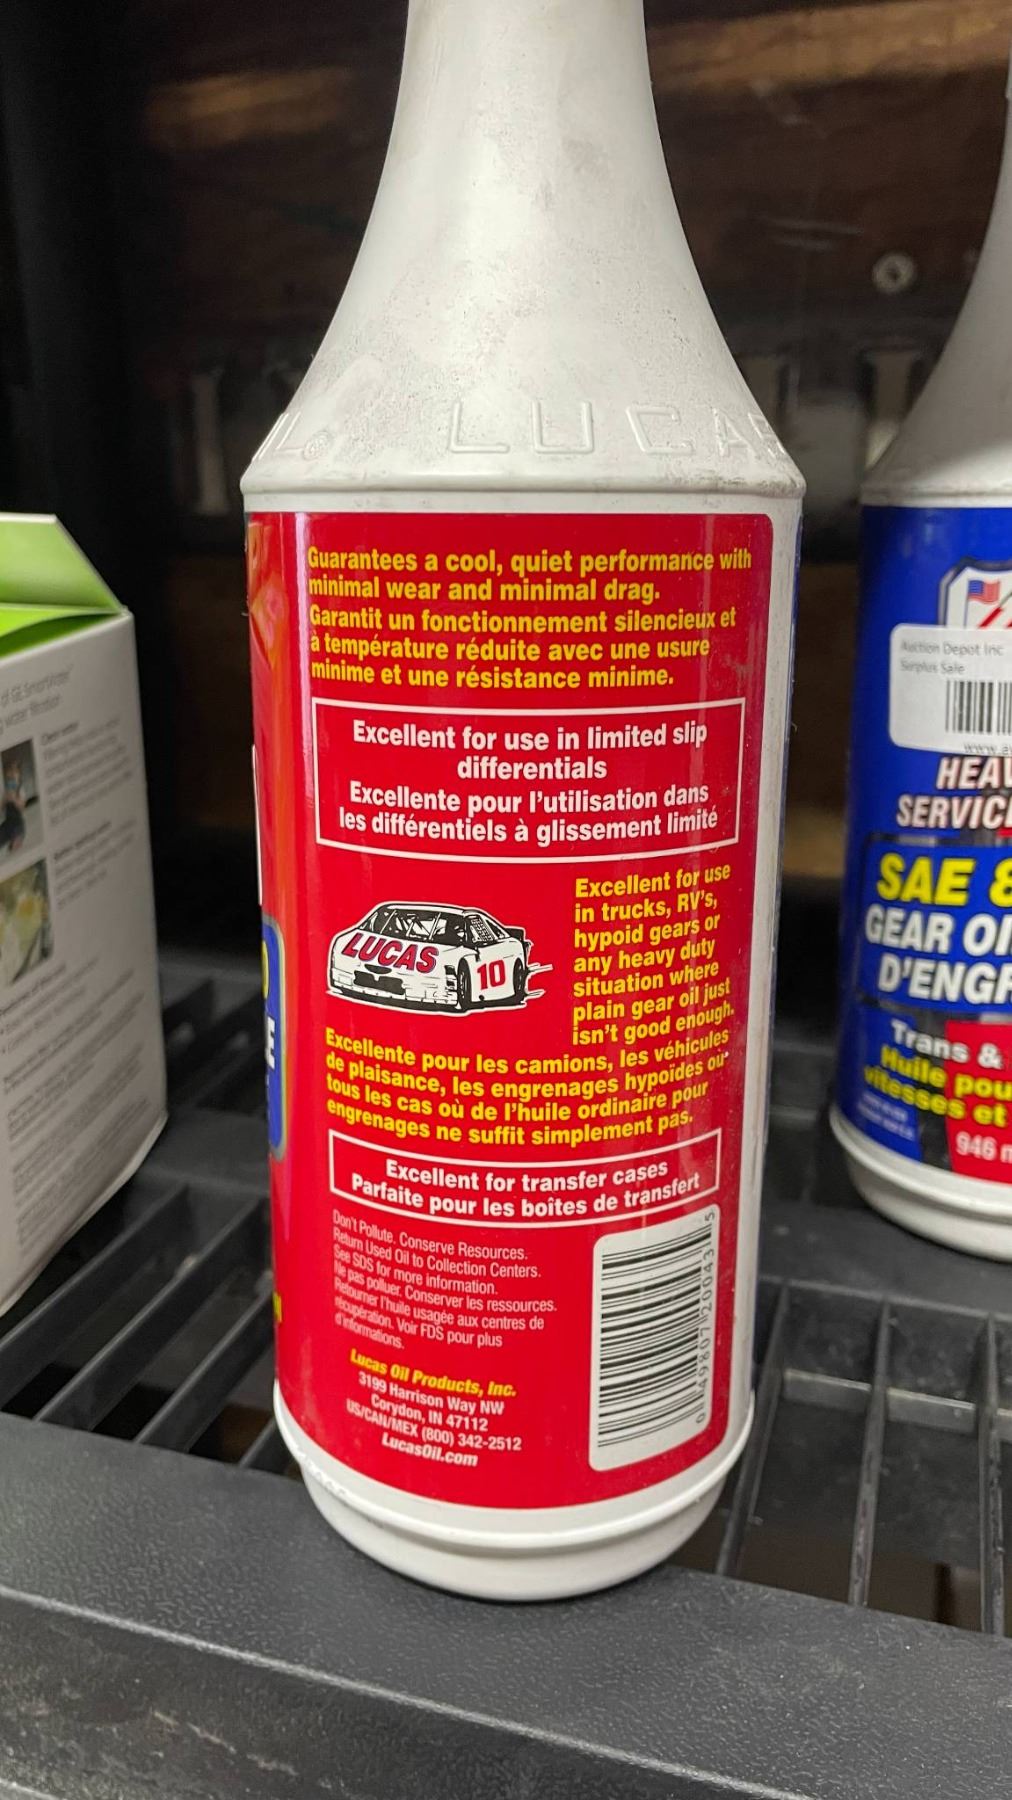 LUCAS
Guarantees a cool, quiet performance with
minimal wear and minimal drag.
Garantit un fonctionnement silencieux et
à température réduite avec une usure
minime et une résistance minime.
Excellent for use in limited slip
differentials
Excellente pour l'utilisation dans
les différentiels à glissement limité
Excellent for use
in trucks, RV's,
hypoid gears or
any heavy duty
situation where
plain gear oil just
isn't good enough.
LUCAS
10
Excellente pour les camions, les véhicules
de plaisance, les engrenages hypoïdes où
tous les cas où de l'huile ordinaire pour
engrenages ne suffit simplement pas.
Excellent for transfer cases
Parfaite pour les boîtes de transfert
Don't Pollute. Conserve Resources.
Return Used Oil to Collection Centers.
See SDS for more information.
Ne pas polluer. Conserver les ressources.
Retourner l'huile usagée aux centres de
récupération. Voir FDS pour plus
d'informations.
Lucas Oil Products, Inc.
3199 Harrison Way NW
Corydon, IN 47112
US/CAN/MEX (800) 342-2512
LucasOil.com
0 49807 20043 5
Auction Depot Inc
Surplus Sale
HEAV
SERVIC
SAE 8
GEAR OI
D'ENGR
Trans &
Huile pou
vitesses et
946 m